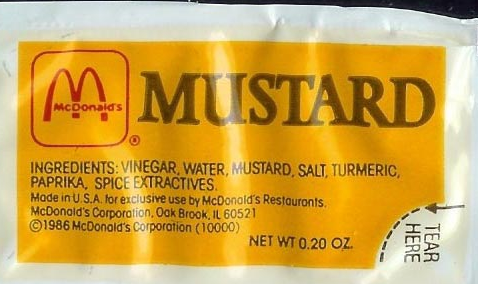 McDonald's
®
MUSTARD
INGREDIENTS: VINEGAR, WATER, MUSTARD, SALT, TURMERIC,
PAPRIKA, SPICE EXTRACTIVES.
Made in U.S.A. for exclusive use by McDonald's Restaurants.
McDonald's Corporation, Oak Brook, IL 60521
©1986 McDonald's Corporation (10000)
NET WT 0.20 OZ.
TEAR
HERE